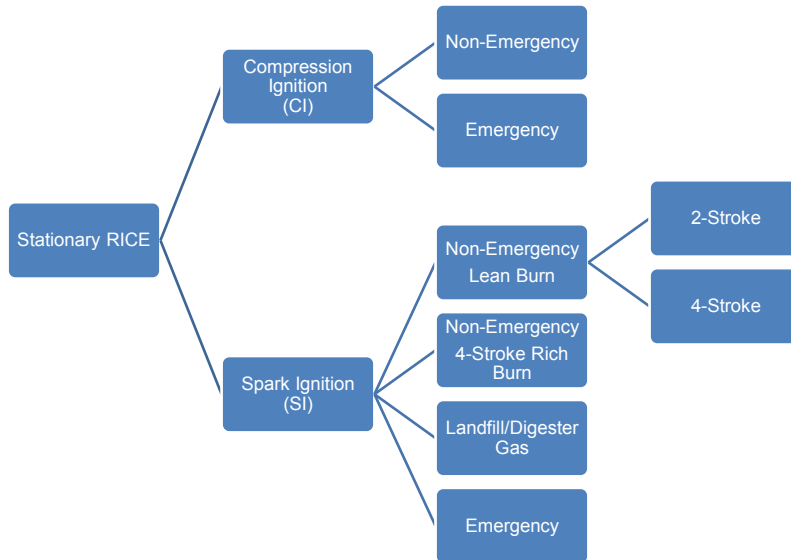 Stationary RICE
Compression
Ignition
(CI)
Non-Emergency
Emergency
Spark Ignition
(SI)
Non-Emergency
Lean Burn
2-Stroke
4-Stroke
Non-Emergency
4-Stroke Rich
Burn
Landfill/Digester
Gas
Emergency